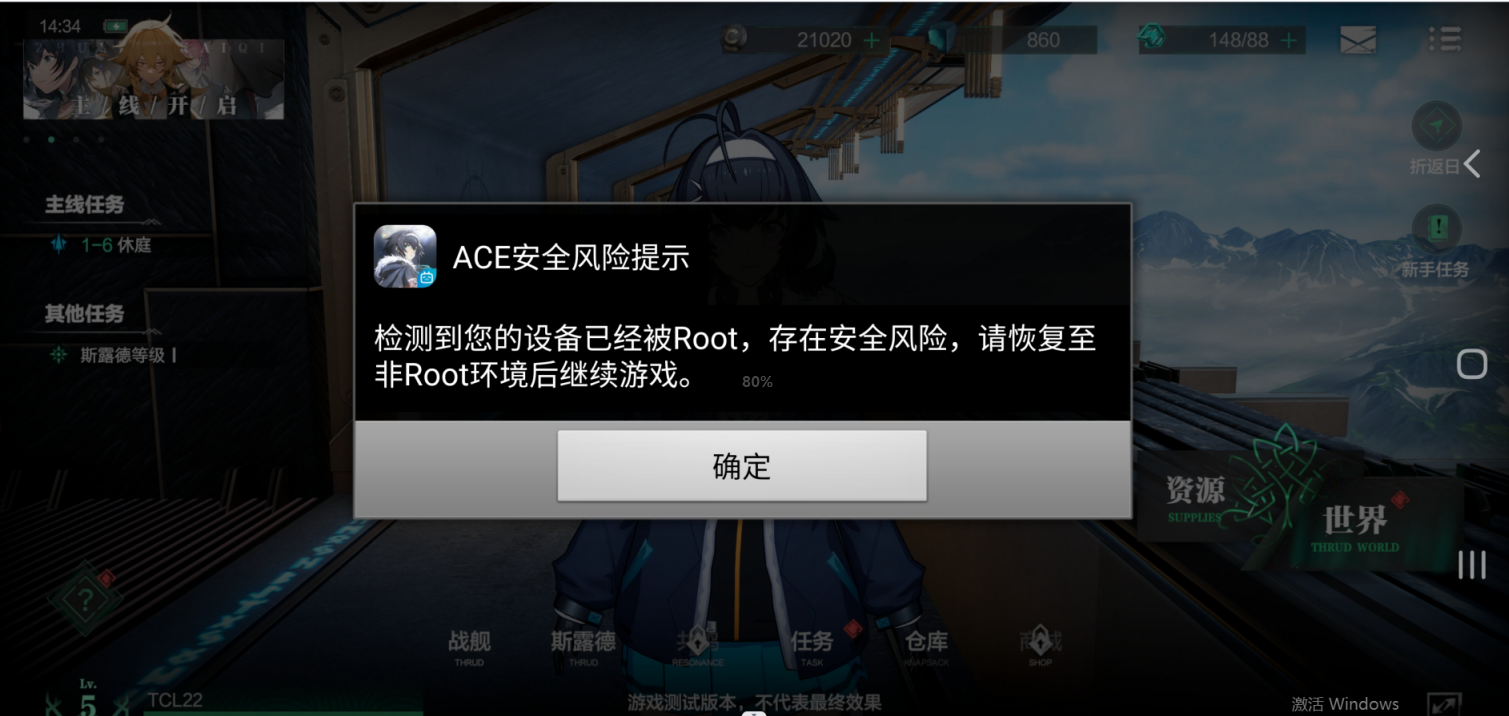 14:34
21020
860
148/88
ZHUXIANKAIQI
主/线/开/启
折返日
主线任务
1-6 休庭
新手任务
其他任务
斯露德等级 I
ACE安全风险提示
检测到您的设备已经被Root，存在安全风险，请恢复至
非Root环境后继续游戏。
80%
确定
资源
SUPPLIES
世界
THRUD WORLD
?
战舰
THRUD
斯露德
THRUD
RESONANCE
任务
TASK
仓库
KNAPSACK
SHOP
Lv.
5
TCL22
游戏测试版本，不代表最终效果
激活 Windows